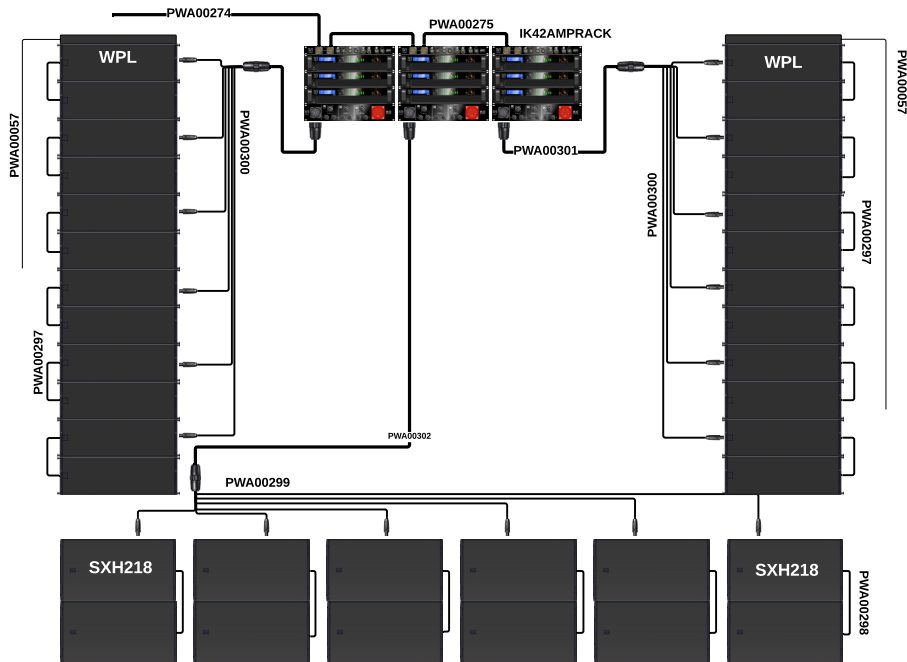 PWA00274
PWA00275
IK42AMPRACK
WPL
WPL
PWA00057
PWA00057
PWA00300
PWA00301
PWA00300
PWA00297
PWA00297
PWA00302
PWA00299
SXH218
SXH218
PWA00298